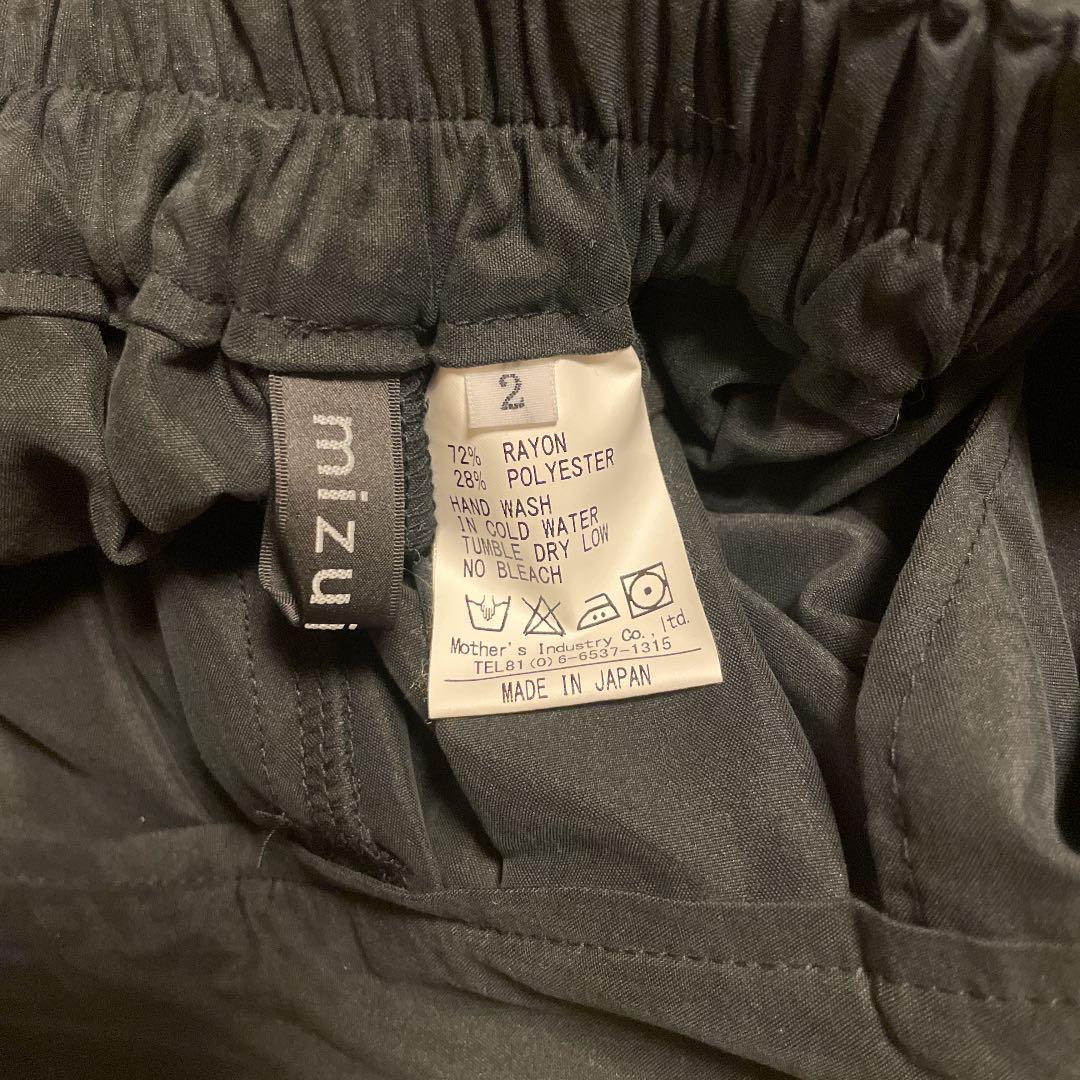 mizui
2
72% RAYON
28% POLYESTER
HAND WASH
IN COLD WATER
TUMBLE DRY LOW
NO BLEACH
Mother's Industry Co., ltd.
TEL81(0)6-6537-1315
MADE IN JAPAN